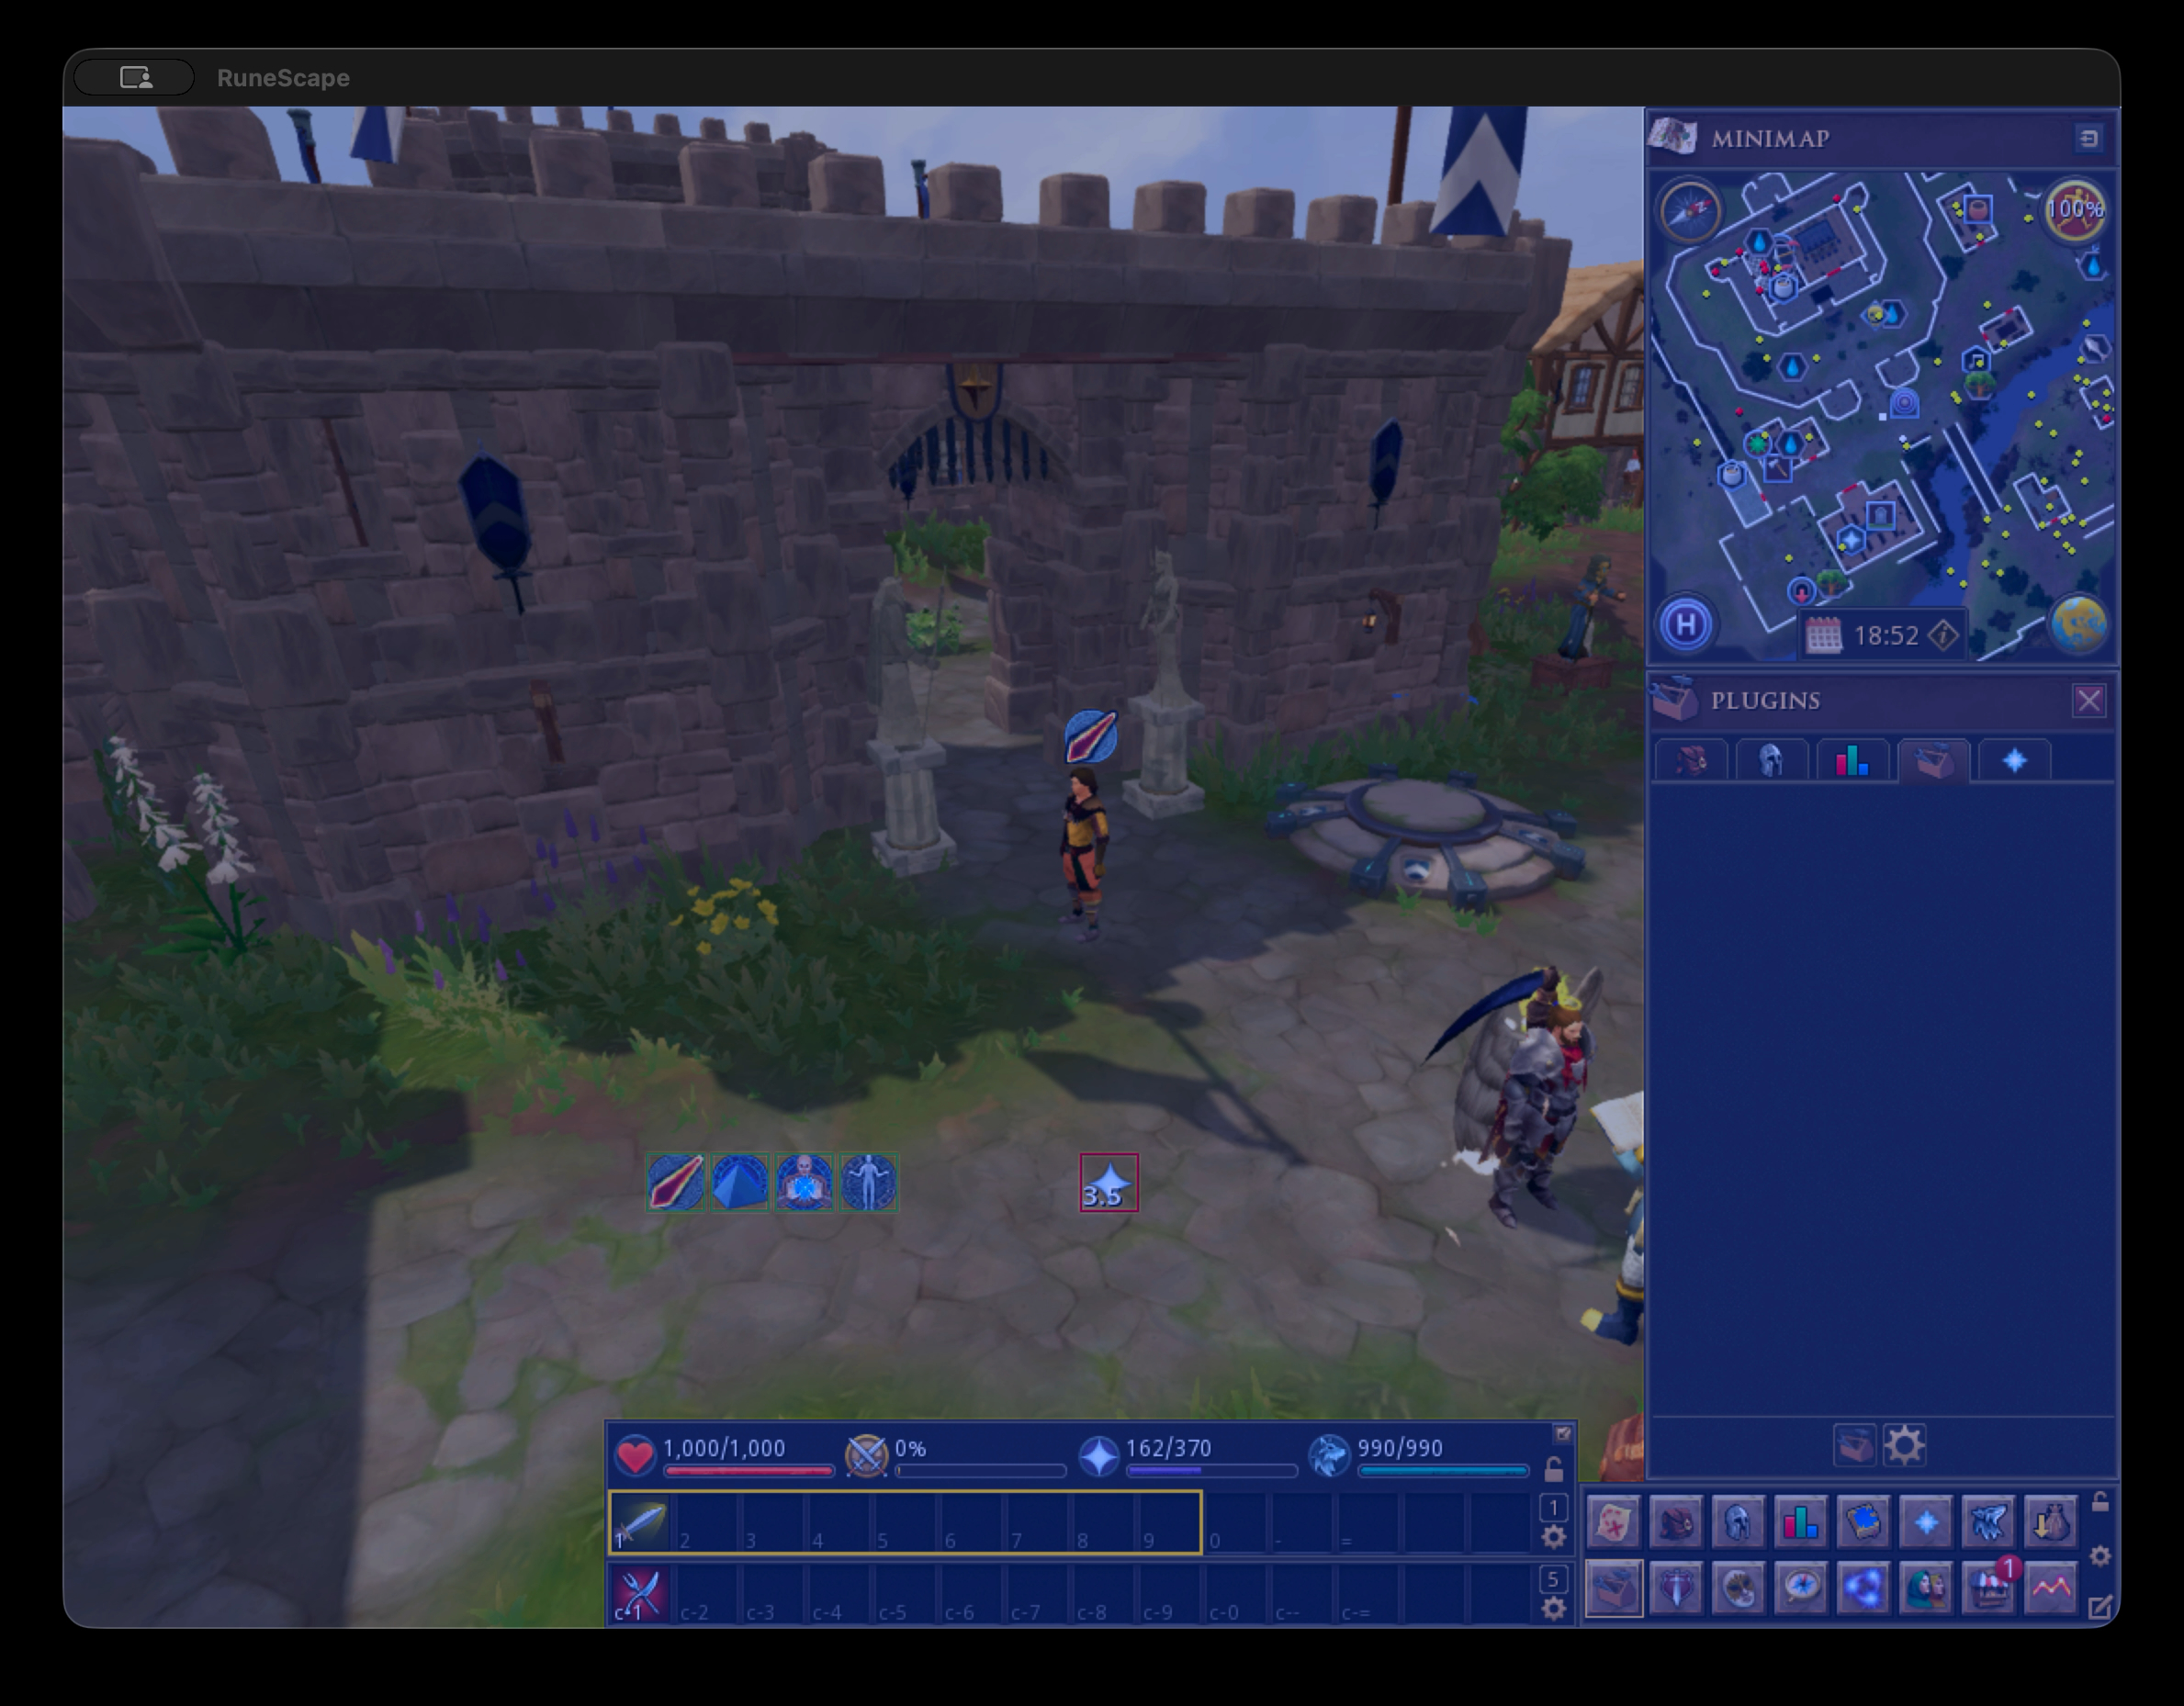 RuneScape
MINIMAP
100%
H
18:52
PLUGINS
3.5
1,000/1,000
0%
162/370
990/990
1 2 3 4 5 6 7 8 9 0 - =
1
c-1 c-2 c-3 c-4 c-5 c-6 c-7 c-8 c-9 c-0 c-- c-=
5
1